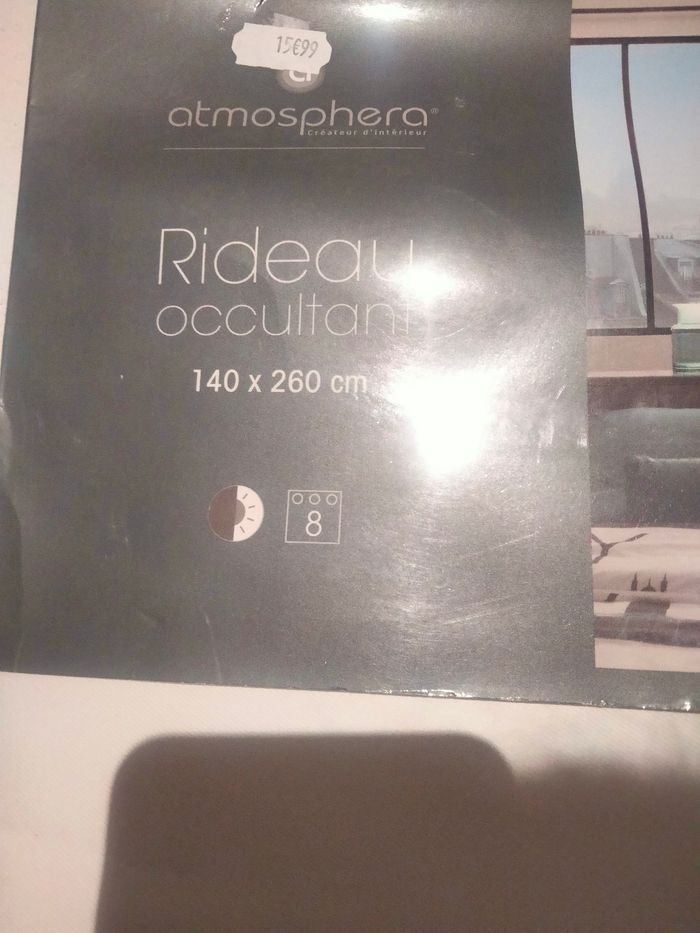 15€99
atmosphera®
Créateur d'intérieur
Rideau
occultant
140 x 260 cm
8